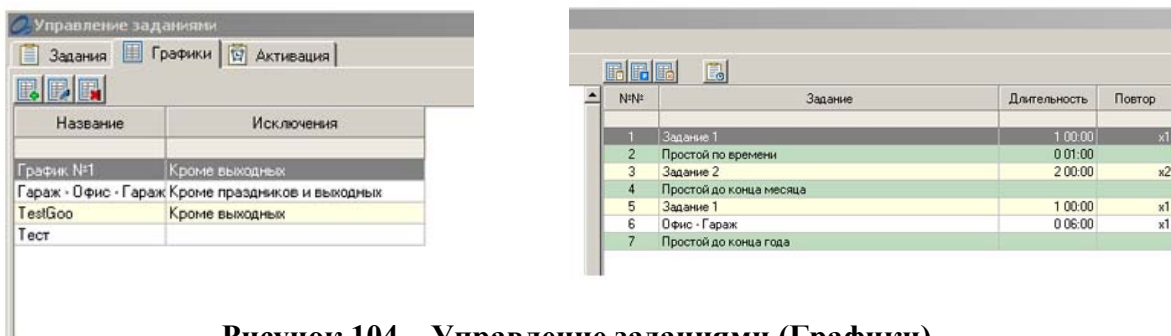 Управление заданиями
Задания Графики Активация
Название Исключения
График №1 Кроме выходных
Гараж - Офис - Гараж Кроме праздников и выходных
TestGoo Кроме выходных
Тест
№№ Задание Длительность Повтор
1 Задание 1 1 00:00 x1
2 Простой по времени 0 01:00
3 Задание 2 2 00:00 x2
4 Простой до конца месяца
5 Задание 1 1 00:00 x1
6 Офис - Гараж 0 06:00 x1
7 Простой до конца года
Рисунок 104 – Управление заданиями (Графики)